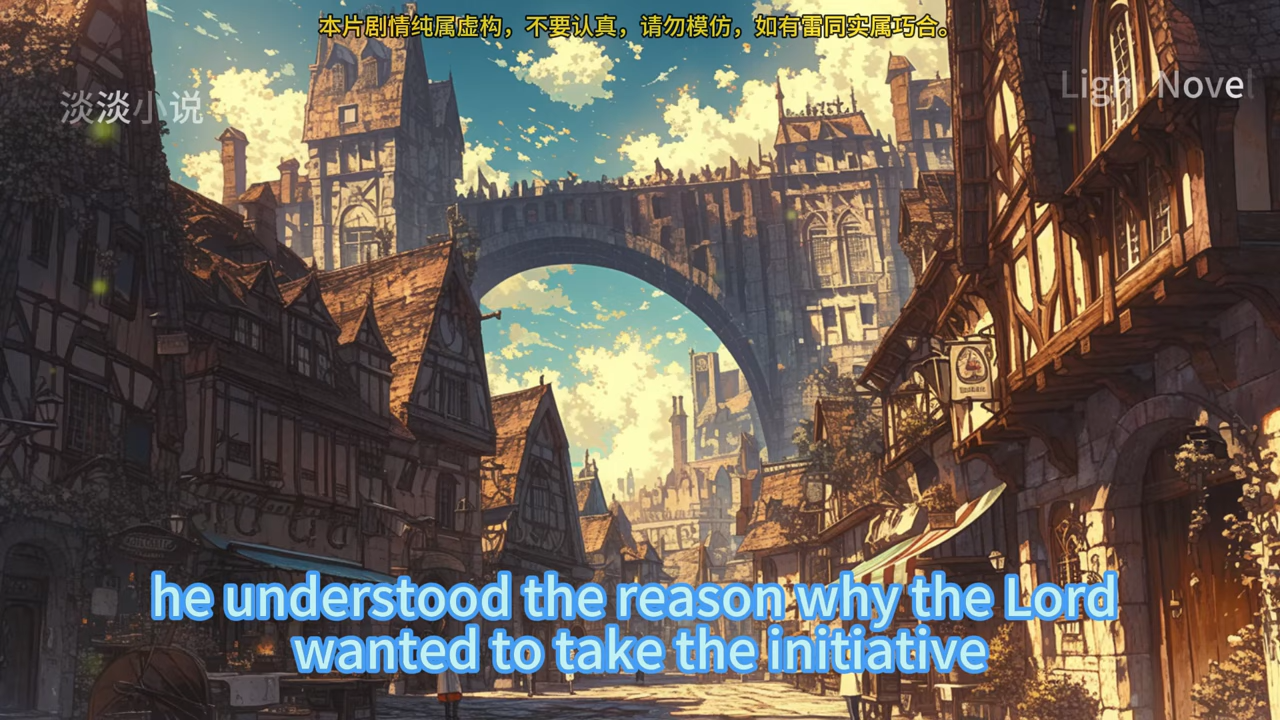 本片剧情纯属虚构，不要认真，请勿模仿，如有雷同实属巧合。
淡淡小说
Light Novel
he understood the reason why the Lord
wanted to take the initiative